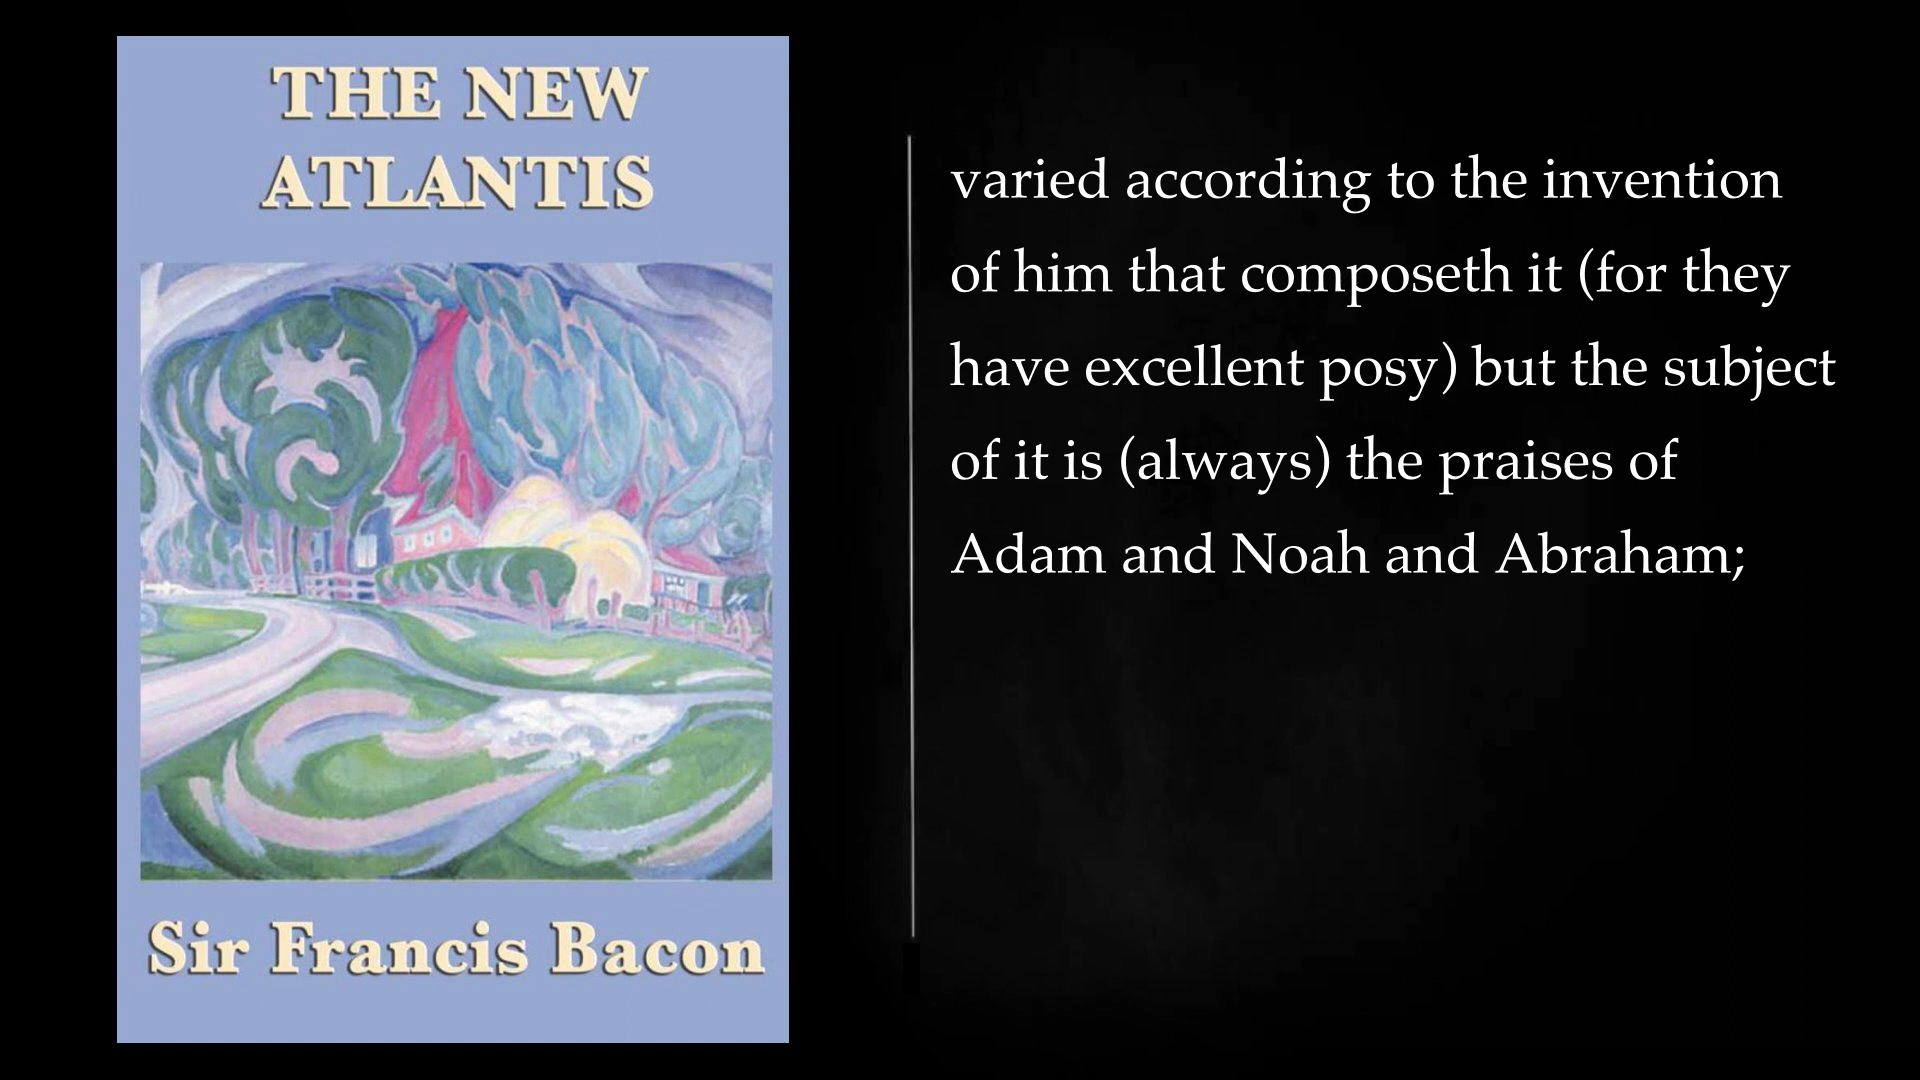 THE NEW
ATLANTIS
Sir Francis Bacon
varied according to the invention
of him that composeth it (for they
have excellent posy) but the subject
of it is (always) the praises of
Adam and Noah and Abraham;